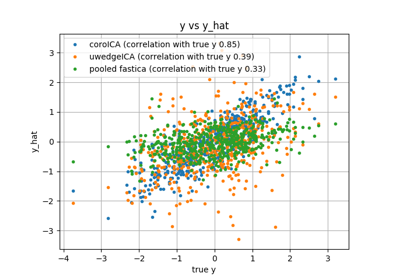 y vs y_hat
coroICA (correlation with true y 0.85)
uwedgeICA (correlation with true y 0.39)
pooled fastica (correlation with true y 0.33)
3
2
1
0
−1
−2
−3
y_hat
−4 −3 −2 −1 0 1 2 3
true y